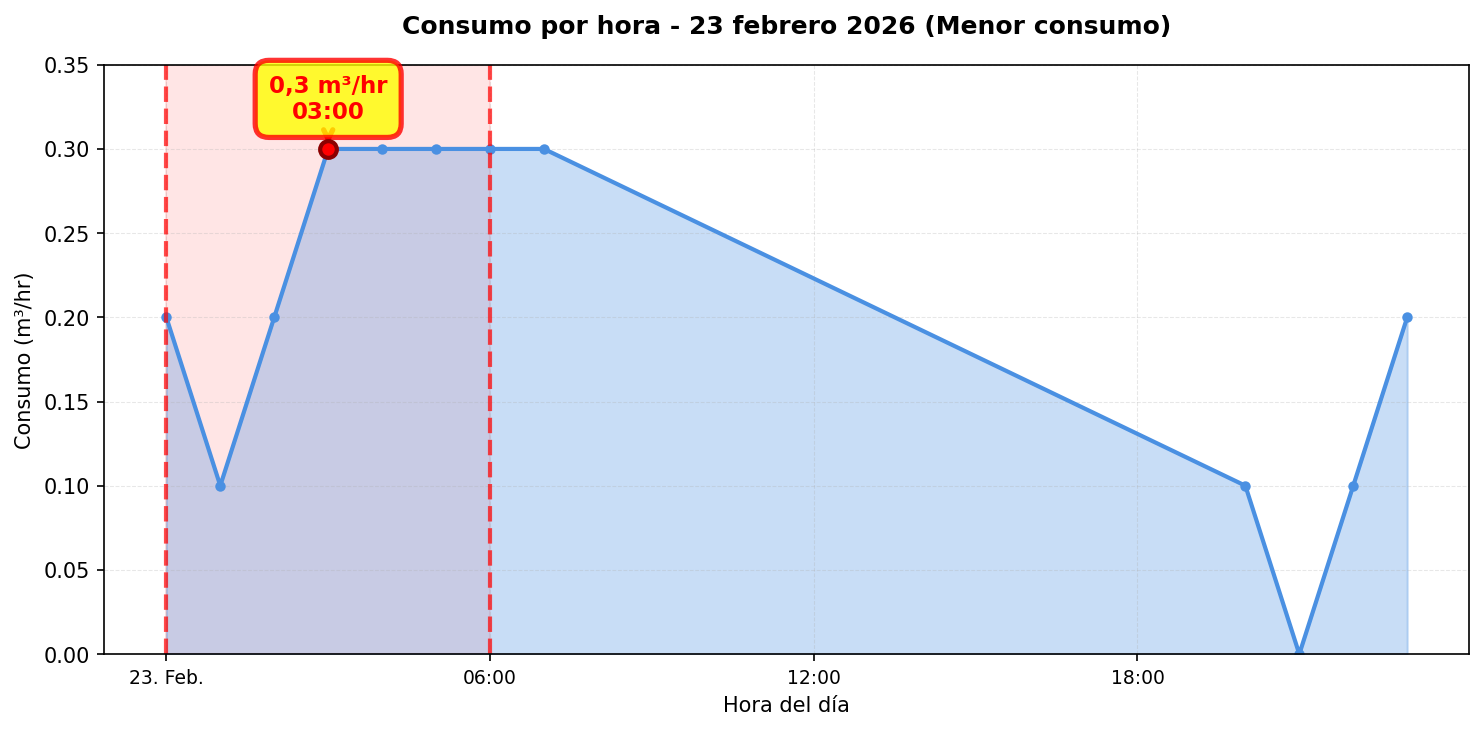 Consumo por hora - 23 febrero 2026 (Menor consumo)
0,3 m³/hr
03:00
Consumo (m³/hr)
0.35
0.30
0.25
0.20
0.15
0.10
0.05
0.00
23. Feb.
06:00
12:00
18:00
Hora del día